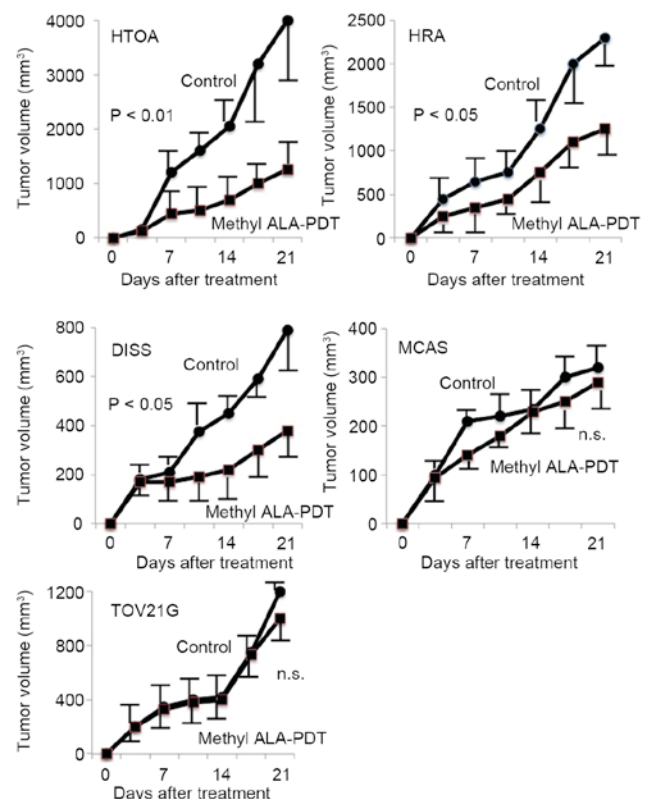 HTOA
Tumor volume (mm³)
4000
3000
2000
1000
0
Control
P < 0.01
Methyl ALA-PDT
0 7 14 21
Days after treatment
HRA
Tumor volume (mm³)
2500
2000
1500
1000
500
0
Control
P < 0.05
Methyl ALA-PDT
0 7 14 21
Days after treatment
DISS
Tumor volume (mm³)
800
600
400
200
0
Control
P < 0.05
Methyl ALA-PDT
0 7 14 21
Days after treatment
MCAS
Tumor volume (mm³)
400
300
200
100
0
Control
n.s.
Methyl ALA-PDT
0 7 14 21
Days after treatment
TOV21G
Tumor volume (mm³)
1200
800
400
0
Control
n.s.
Methyl ALA-PDT
0 7 14 21
Days after treatment